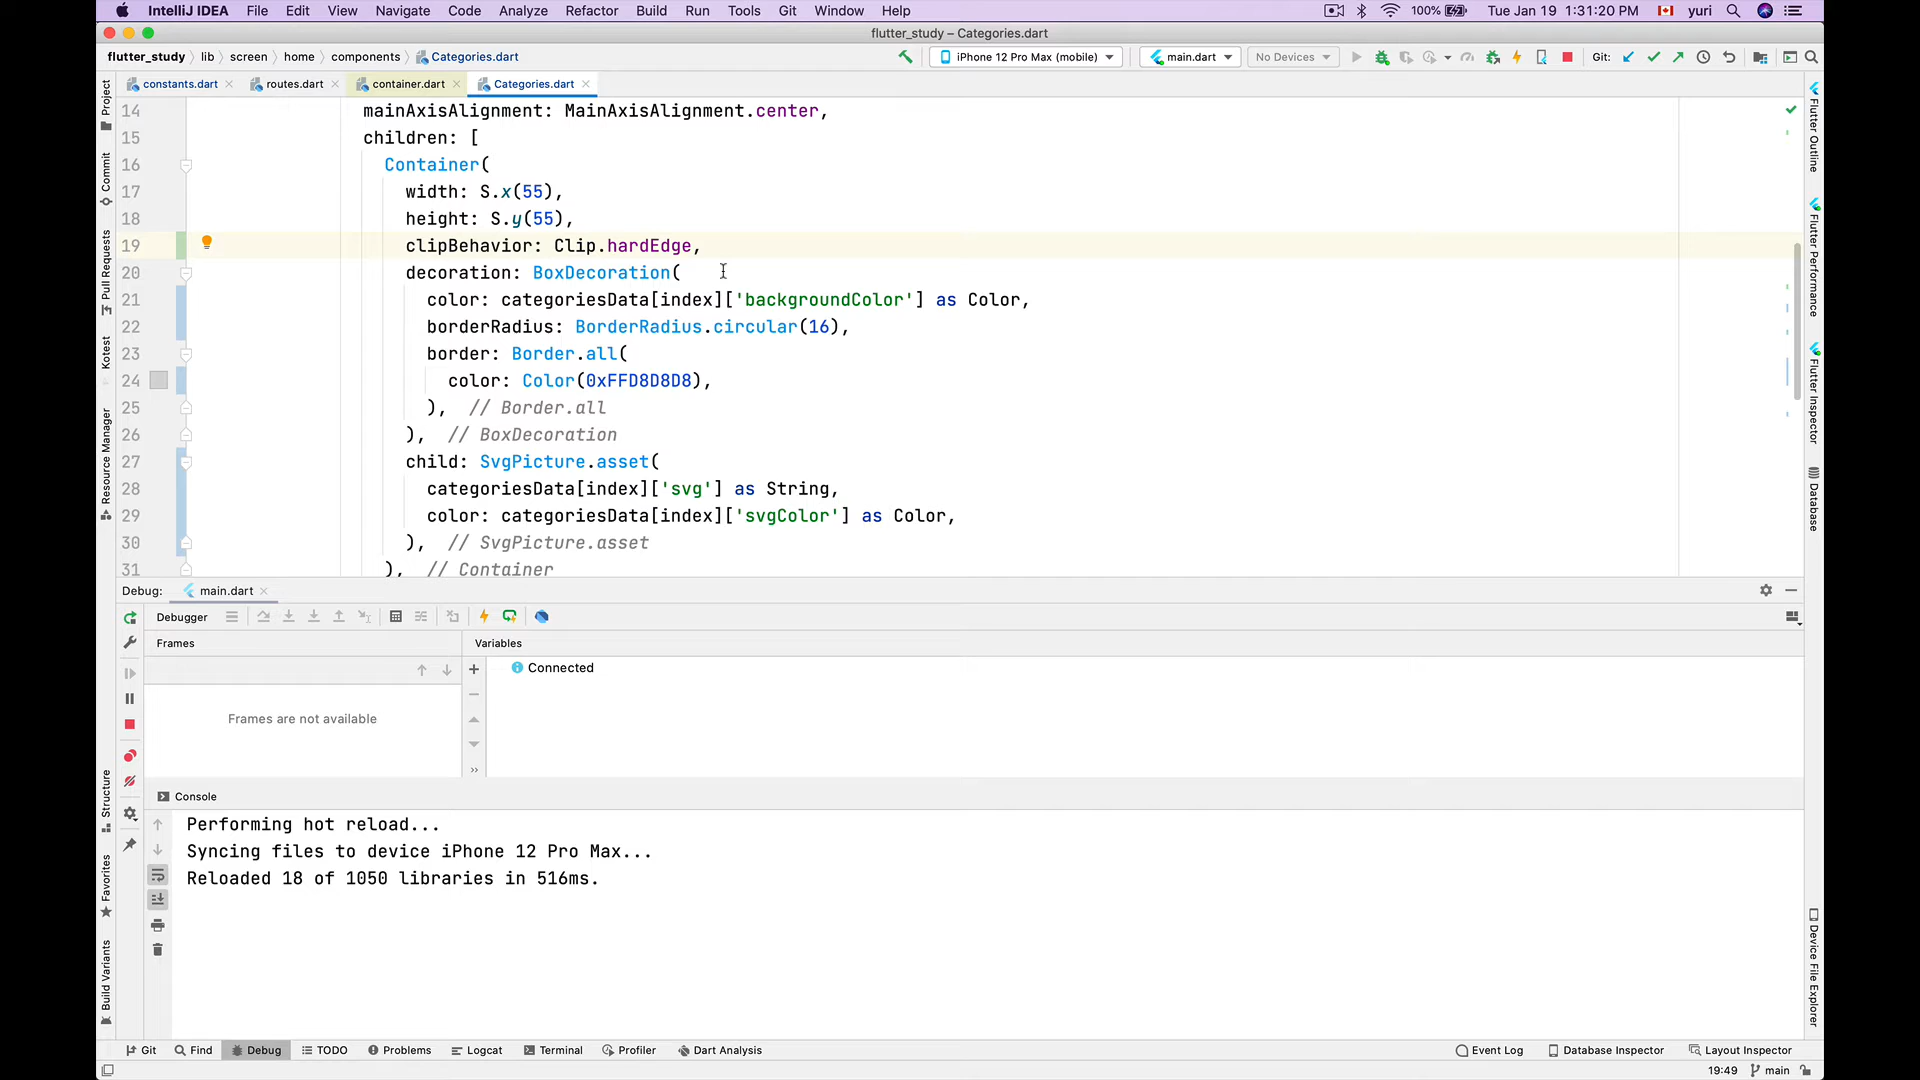 IntelliJ IDEA File Edit View Navigate Code Analyze Refactor Build Run Tools Git Window Help 100% Tue Jan 19 1:31:20 PM yuri
flutter_study – Categories.dart
flutter_study lib screen home components Categories.dart iPhone 12 Pro Max (mobile) main.dart No Devices Git:
constants.dart routes.dart container.dart Categories.dart
14 mainAxisAlignment: MainAxisAlignment.center,
15 children: [
16 Container(
17 width: S.x(55),
18 height: S.y(55),
19 clipBehavior: Clip.hardEdge,
20 decoration: BoxDecoration(
21 color: categoriesData[index]['backgroundColor'] as Color,
22 borderRadius: BorderRadius.circular(16),
23 border: Border.all(
24 color: Color(0xFFD8D8D8),
25 ), // Border.all
26 ), // BoxDecoration
27 child: SvgPicture.asset(
28 categoriesData[index]['svg'] as String,
29 color: categoriesData[index]['svgColor'] as Color,
30 ), // SvgPicture.asset
31 ), // Container
Project
Commit
Pull Requests
Kotest
Resource Manager
Structure
Favorites
Build Variants
Flutter Outline
Flutter Performance
Flutter Inspector
Database
Device File Explorer
Debug: main.dart
Debugger
Frames Variables
Connected
Frames are not available
Console
Performing hot reload...
Syncing files to device iPhone 12 Pro Max...
Reloaded 18 of 1050 libraries in 516ms.
Git Find Debug TODO Problems Logcat Terminal Profiler Dart Analysis Event Log Database Inspector Layout Inspector
19:49 main